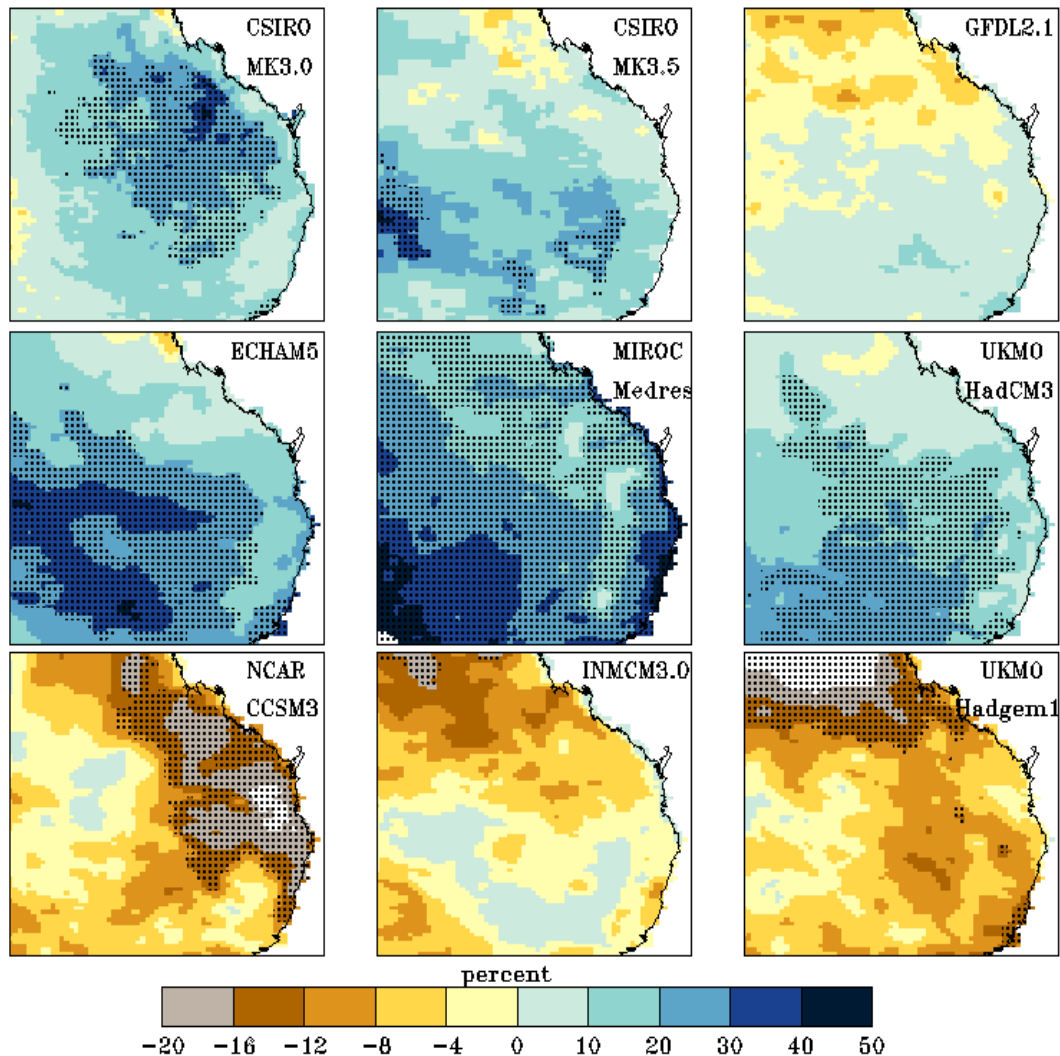 CSIRO
MK3.0
CSIRO
MK3.5
GFDL2.1
ECHAM5
MIROC
Medres
UKMO
HadCM3
NCAR
CCSM3
INMCM3.0
UKMO
Hadgem1
percent
-20 -16 -12 -8 -4 0 10 20 30 40 50